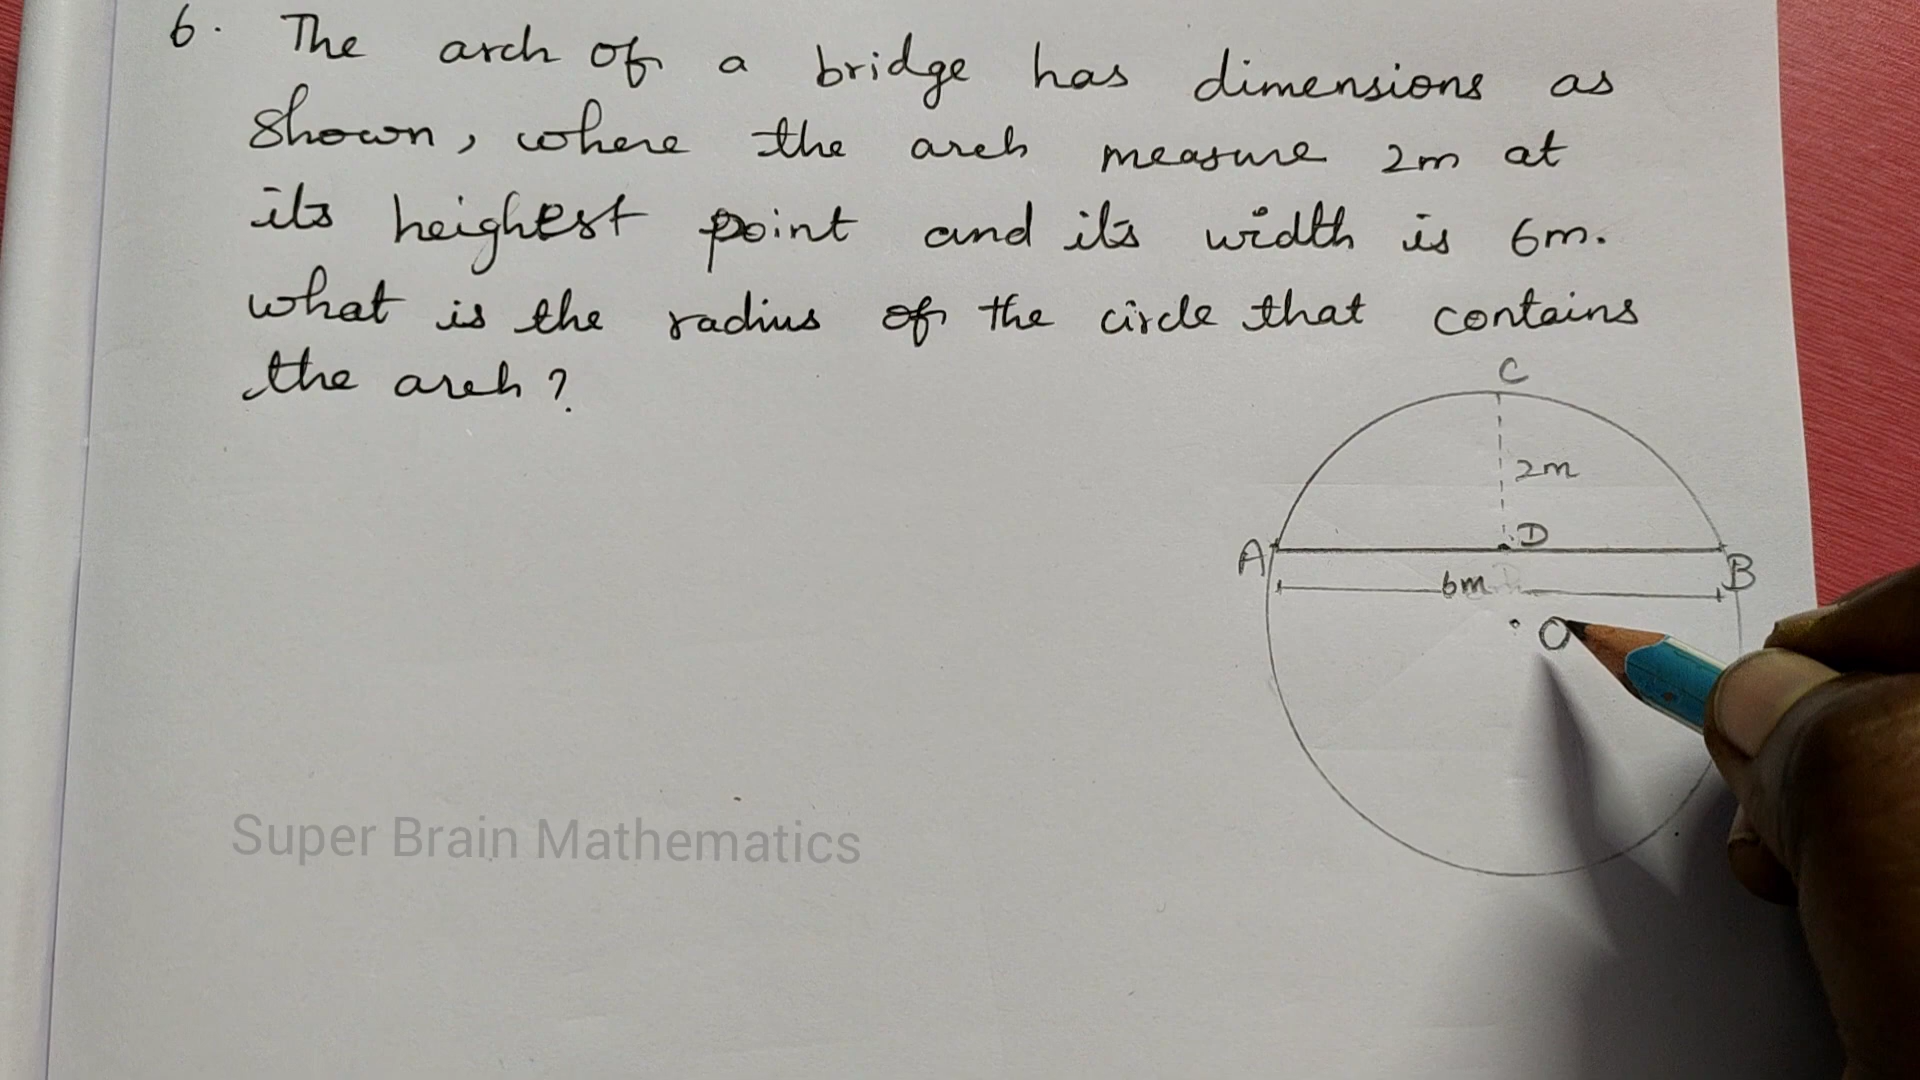 6. The arch of a bridge has dimensions as
shown, where the arch measure 2m at
its heighest point and its width is 6m.
what is the radius of the circle that contains
the arch?
C
2m
D
A
B
6m
O
Super Brain Mathematics